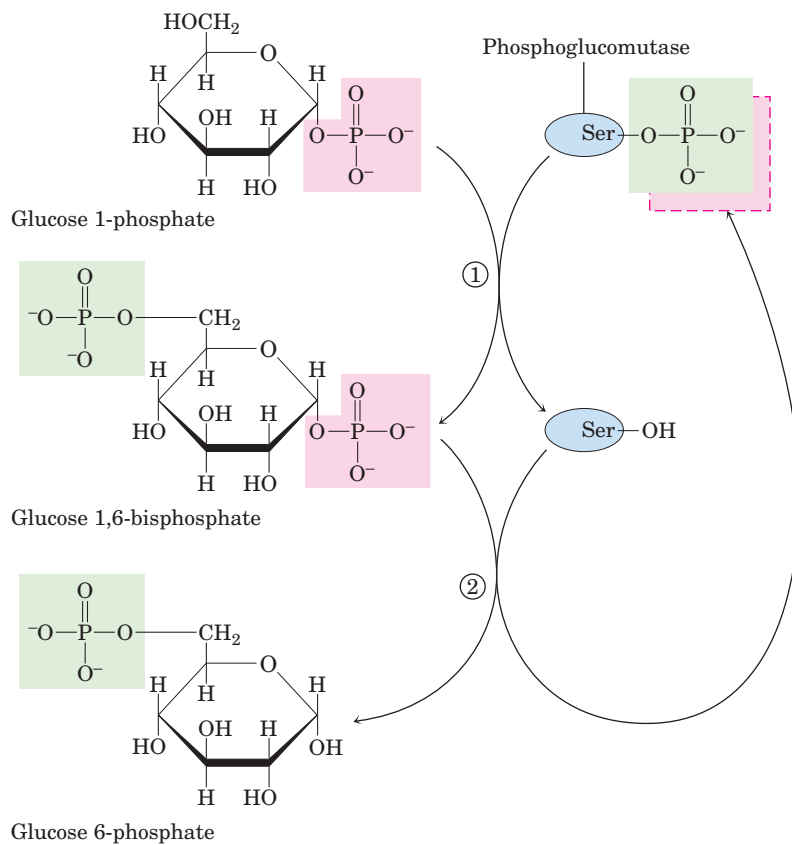 HOCH₂
O
H
H
H
O
OH
H
HO
O
P
O⁻
H
HO
O⁻
Glucose 1-phosphate
Phosphoglucomutase
O
Ser
O
P
O⁻
O⁻
1
O
⁻O
P
O
CH₂
⁻O
O
H
H
H
O
OH
H
HO
O
P
O⁻
H
HO
O⁻
Glucose 1,6-bisphosphate
Ser
OH
2
O
⁻O
P
O
CH₂
O⁻
O
H
H
H
OH
H
HO
OH
H
HO
Glucose 6-phosphate